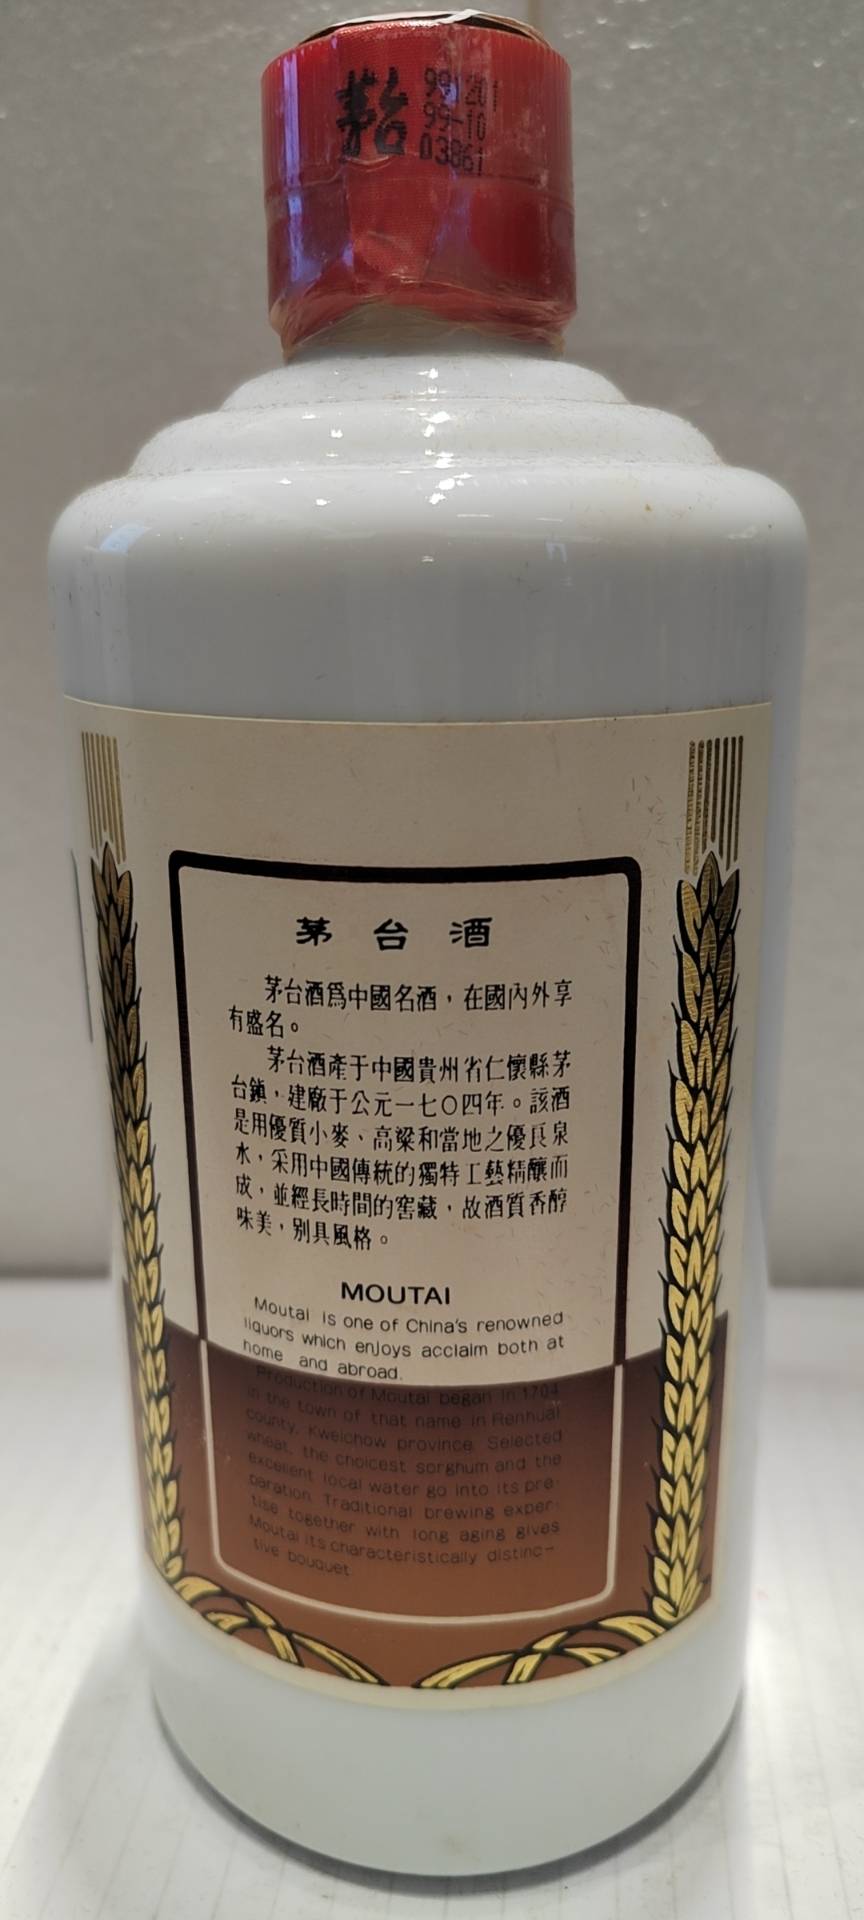 茅台
991201
99-10
03861
茅台酒
茅台酒爲中國名酒，在國內外享
有盛名。
茅台酒產于中國貴州省仁懷縣茅
台鎮，建廠于公元一七〇四年。該酒
是用優質小麥、高粱和當地之優良泉
水，采用中國傳統的獨特工藝精釀而
成，並經長時間的窖藏，故酒質香醇
味美，別具風格。
MOUTAI
Moutai is one of China's renowned
liquors which enjoys acclaim both at
home and abroad.
Production of Moutai began in 1704
in the town of that name in Renhuai
county, Kweichow province. Selected
wheat, the choicest sorghum and the
excellent local water go into its pre-
paration. Traditional brewing exper-
tise together with long aging gives
Moutai its characteristically distinc-
tive bouquet.